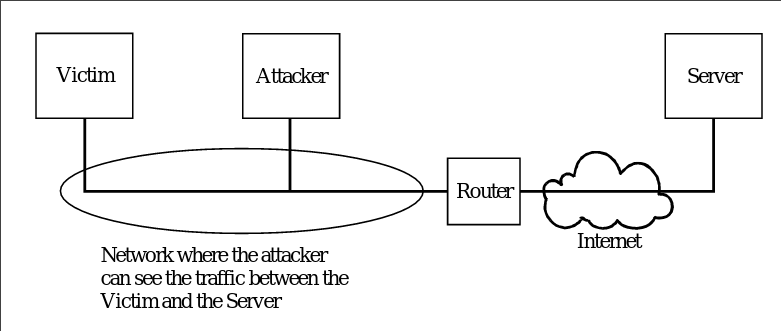 Victim
Attacker
Server
Router
Internet
Network where the attacker
can see the traffic between the
Victim and the Server